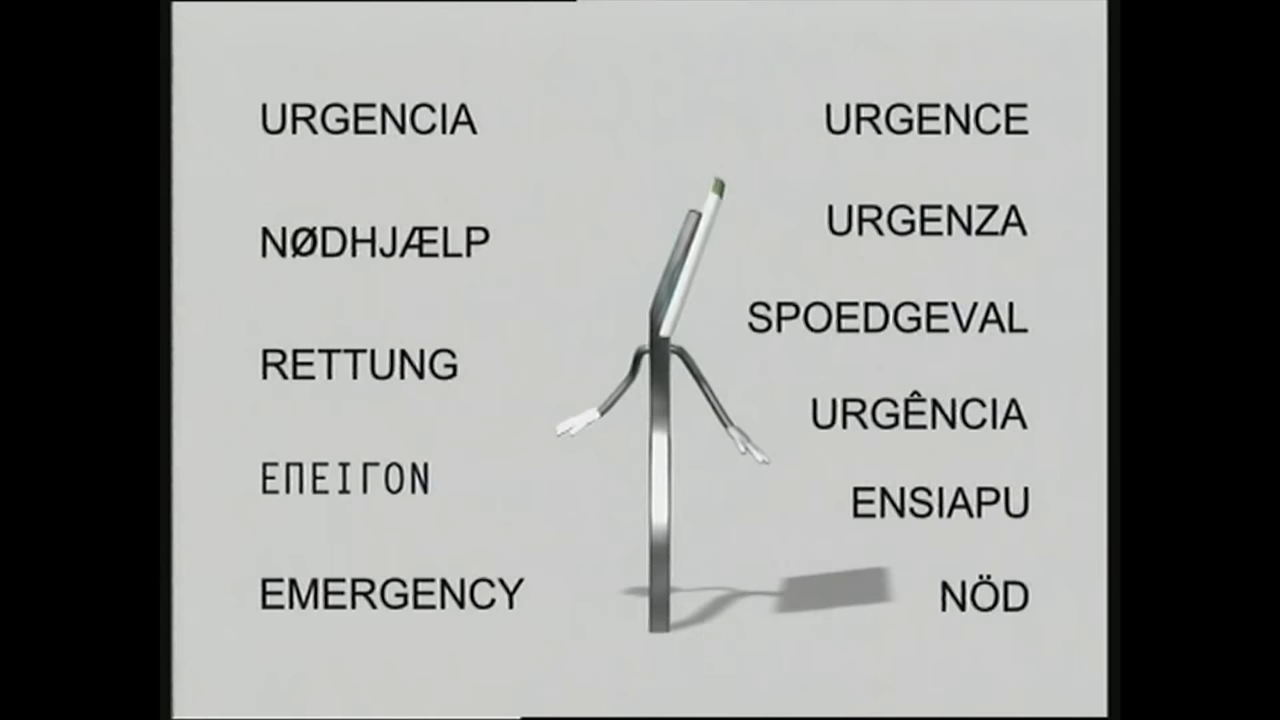 URGENCIA
NØDHJÆLP
RETTUNG
ΕΠΕΙΓΟΝ
EMERGENCY
URGENCE
URGENZA
SPOEDGEVAL
URGÊNCIA
ENSIAPU
NÖD